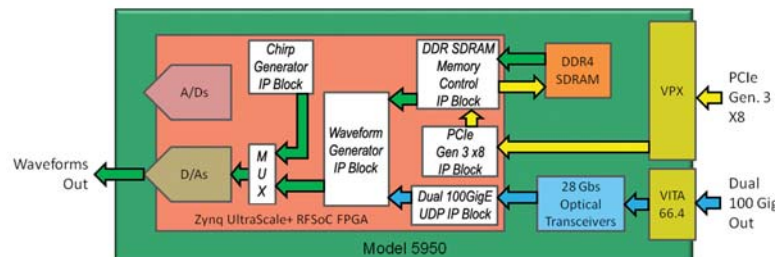 Chirp
Generator
IP Block
DDR SDRAM
Memory
Control
IP Block
DDR4
SDRAM
A/Ds
VPX
PCIe
Gen. 3
X8
Waveform
Generator
IP Block
PCIe
Gen 3 x8
IP Block
Waveforms
Out
D/As
M
U
X
Dual 100GigE
UDP IP Block
28 Gbs
Optical
Transceivers
VITA
66.4
Dual
100 Gig
Out
Zynq UltraScale+ RFSoC FPGA
Model 5950